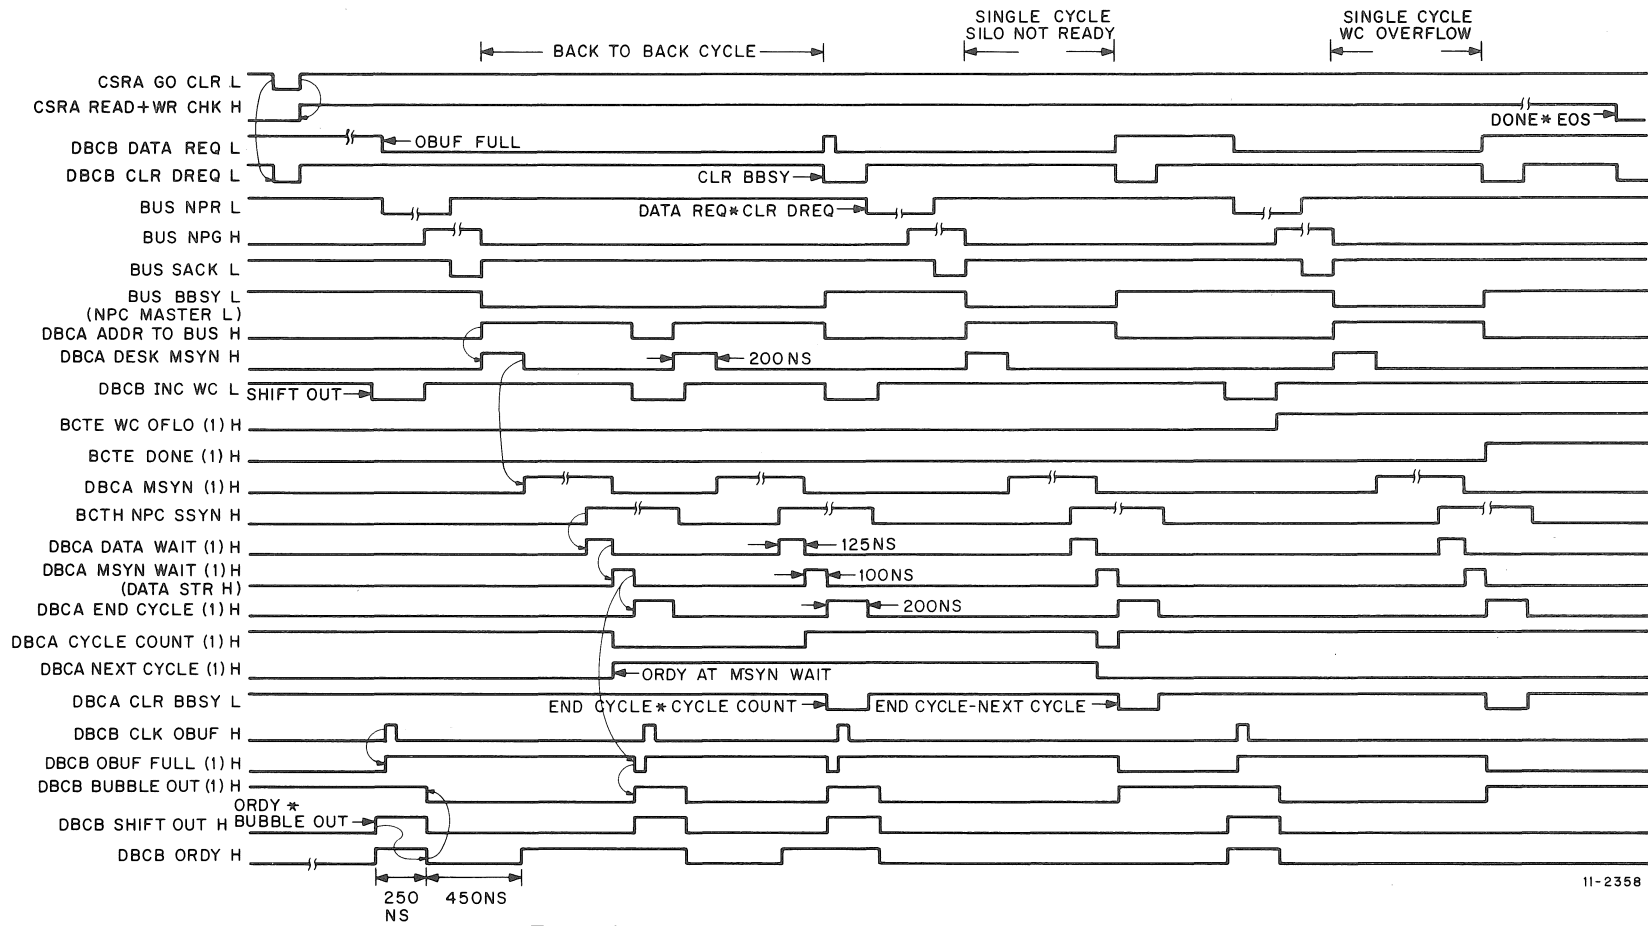 SINGLE CYCLE
SILO NOT READY
SINGLE CYCLE
WC OVERFLOW
BACK TO BACK CYCLE
CSRA GO CLR L
CSRA READ+WR CHK H
DONE*EOS
DBCB DATA REQ L
OBUF FULL
DBCB CLR DREQ L
CLR BBSY
BUS NPR L
DATA REQ*CLR DREQ
BUS NPG H
BUS SACK L
BUS BBSY L
(NPC MASTER L)
DBCA ADDR TO BUS H
DBCA DESK MSYN H
200NS
DBCB INC WC L
SHIFT OUT
BCTE WC OFLO (1) H
BCTE DONE (1) H
DBCA MSYN (1) H
BCTH NPC SSYN H
DBCA DATA WAIT (1) H
125NS
DBCA MSYN WAIT (1) H
(DATA STR H)
100NS
DBCA END CYCLE (1) H
200NS
DBCA CYCLE COUNT (1) H
DBCA NEXT CYCLE (1) H
ORDY AT MSYN WAIT
DBCA CLR BBSY L
END CYCLE*CYCLE COUNT
END CYCLE-NEXT CYCLE
DBCB CLK OBUF H
DBCB OBUF FULL (1) H
DBCB BUBBLE OUT (1) H
ORDY *
BUBBLE OUT
DBCB SHIFT OUT H
DBCB ORDY H
250
NS
450NS
11-2358